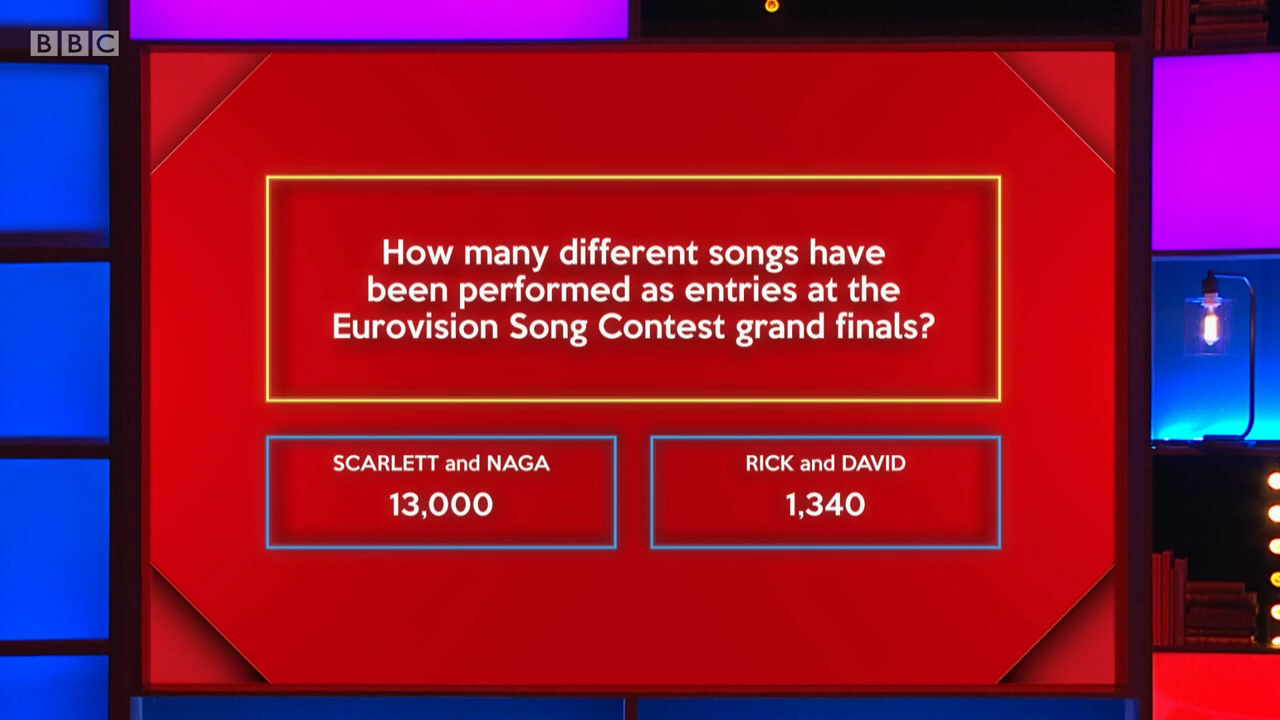 BBC
How many different songs have
been performed as entries at the
Eurovision Song Contest grand finals?
SCARLETT and NAGA
13,000
RICK and DAVID
1,340